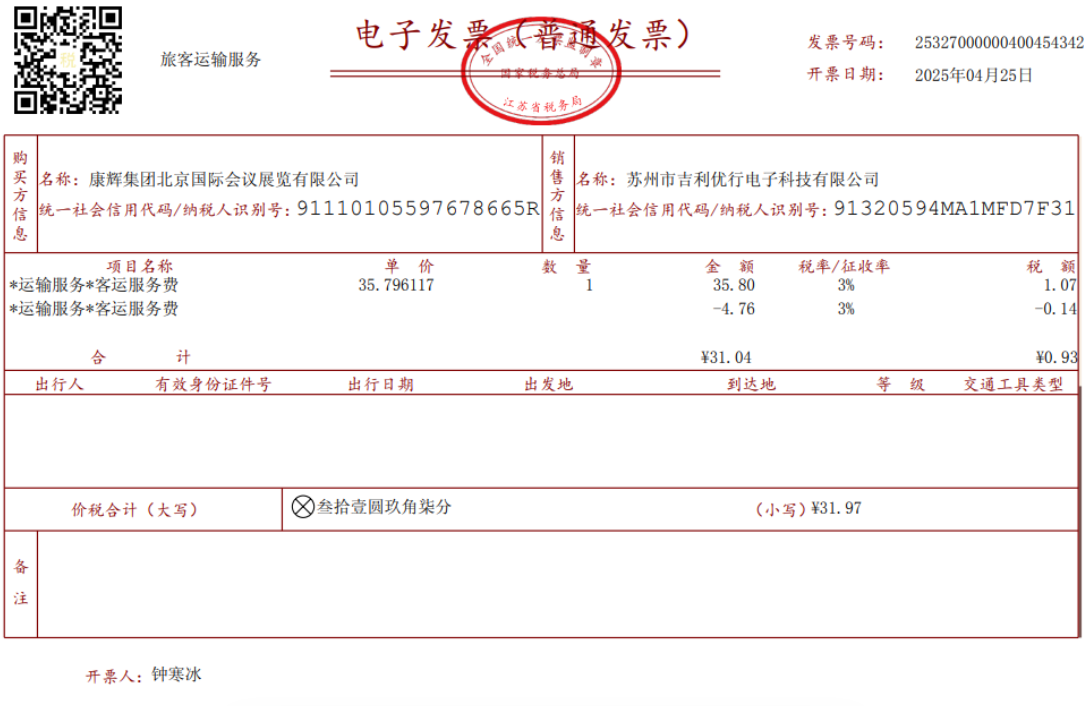 电子发票（普通发票）
旅客运输服务
全国统一发票监制章
国家税务总局
江苏省税务局
发票号码： 25327000000400454342
开票日期： 2025年04月25日
购买方信息
名称：康辉集团北京国际会议展览有限公司
统一社会信用代码/纳税人识别号：91110105597678665R
销售方信息
名称：苏州市吉利优行电子科技有限公司
统一社会信用代码/纳税人识别号：91320594MA1MFD7F31
项目名称 单 价 数 量 金 额 税率/征收率 税 额
*运输服务*客运服务费 35.796117 1 35.80 3% 1.07
*运输服务*客运服务费 -4.76 3% -0.14
合 计 ¥31.04 ¥0.93
出行人 有效身份证件号 出行日期 出发地 到达地 等 级 交通工具类型
价税合计（大写） ⊗叁拾壹圆玖角柒分 （小写）¥31.97
备注
开票人：钟寒冰